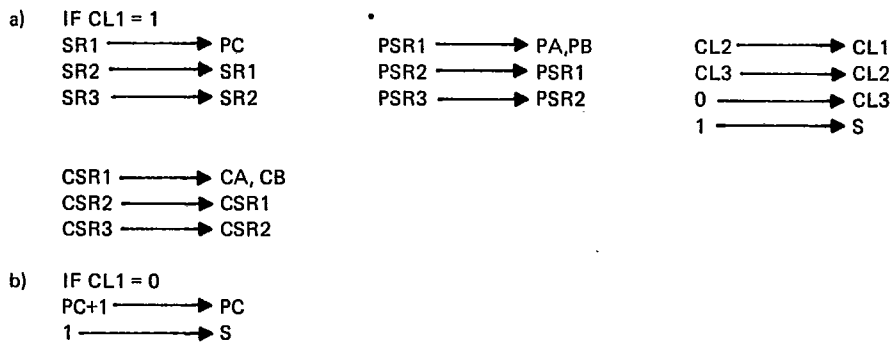 a) IF CL1 = 1
SR1 → PC
SR2 → SR1
SR3 → SR2
PSR1 → PA,PB
PSR2 → PSR1
PSR3 → PSR2
CL2 → CL1
CL3 → CL2
0 → CL3
1 → S
CSR1 → CA, CB
CSR2 → CSR1
CSR3 → CSR2
b) IF CL1 = 0
PC+1 → PC
1 → S